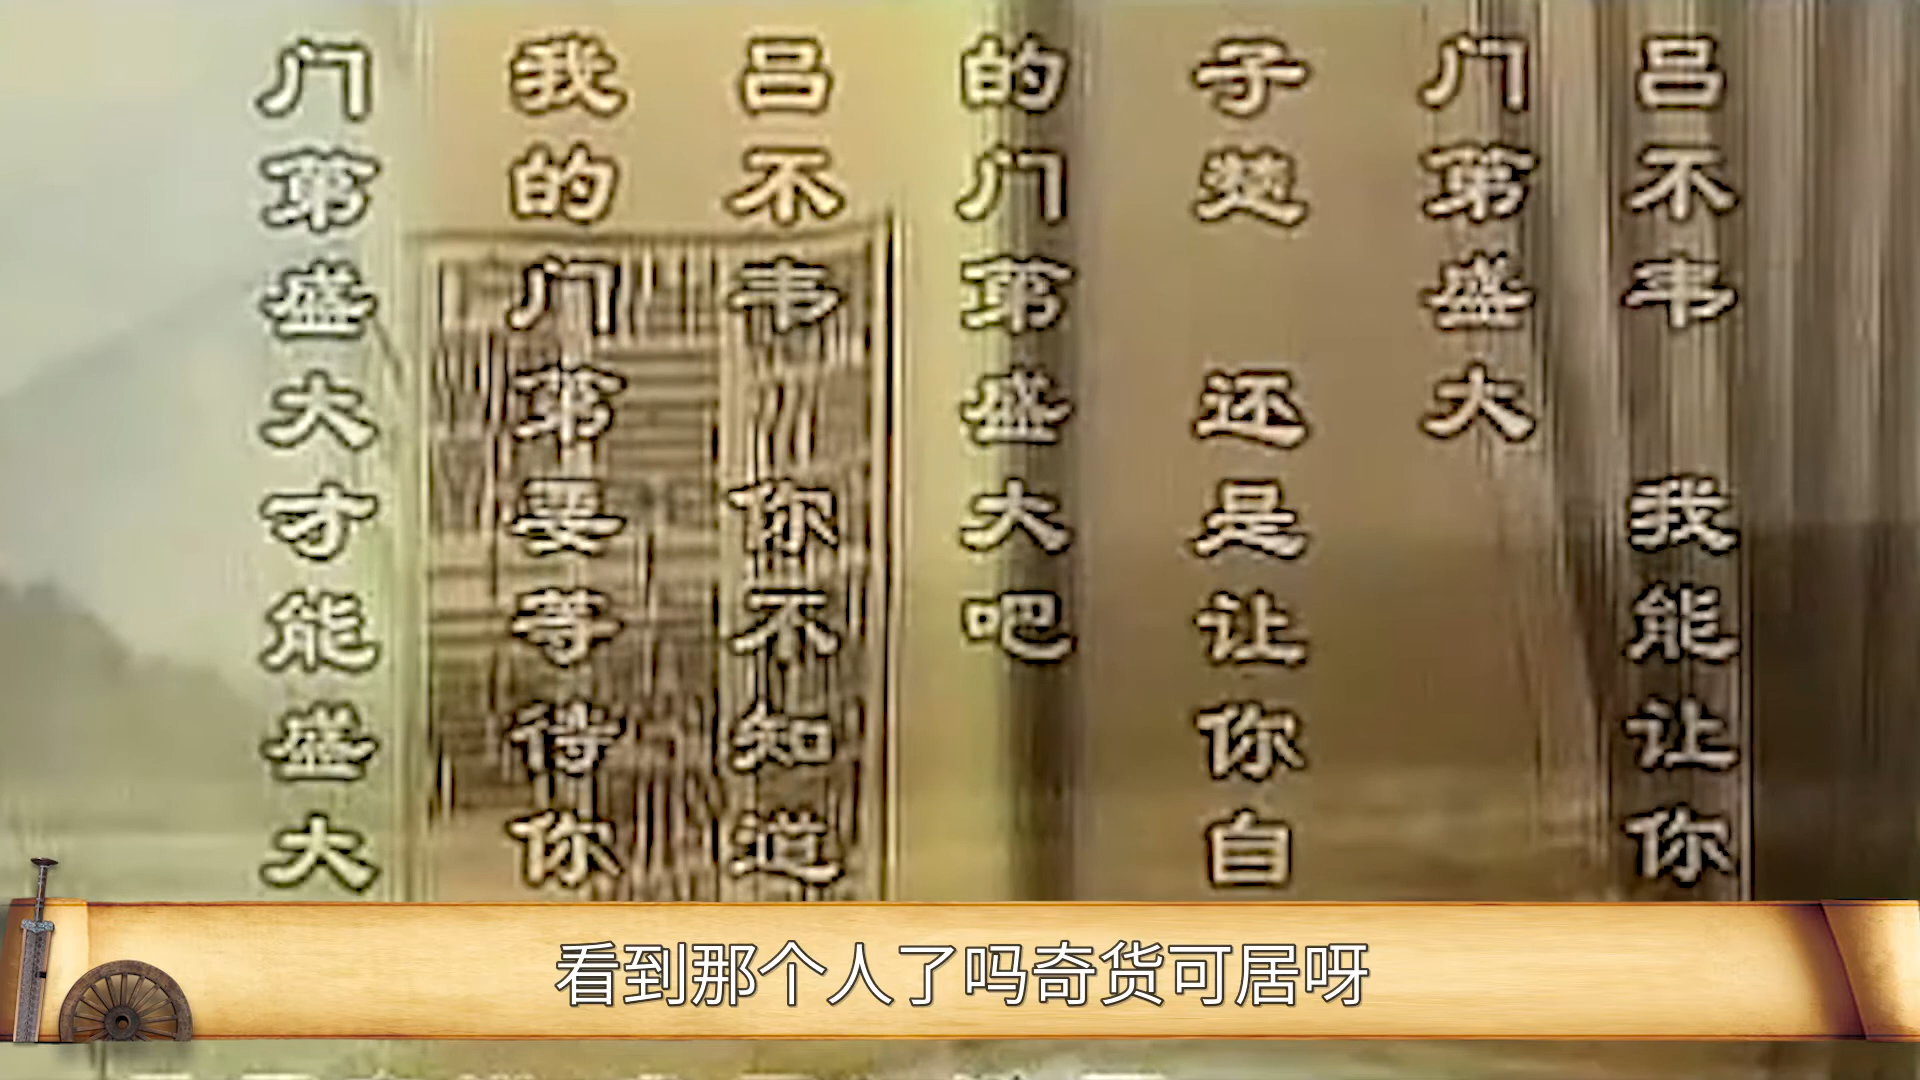 吕不韦 我能让你
门第盛大
子楚 还是让你自
的门第盛大吧
吕不韦 你不知道
我的门第要等待你
门第盛大才能盛大
看到那个人了吗奇货可居呀